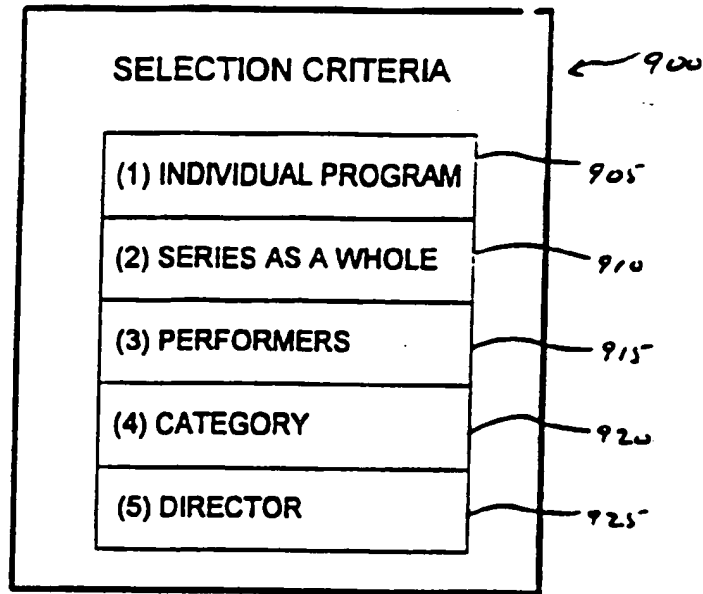 SELECTION CRITERIA
900
(1) INDIVIDUAL PROGRAM
905
(2) SERIES AS A WHOLE
910
(3) PERFORMERS
915
(4) CATEGORY
920
(5) DIRECTOR
925